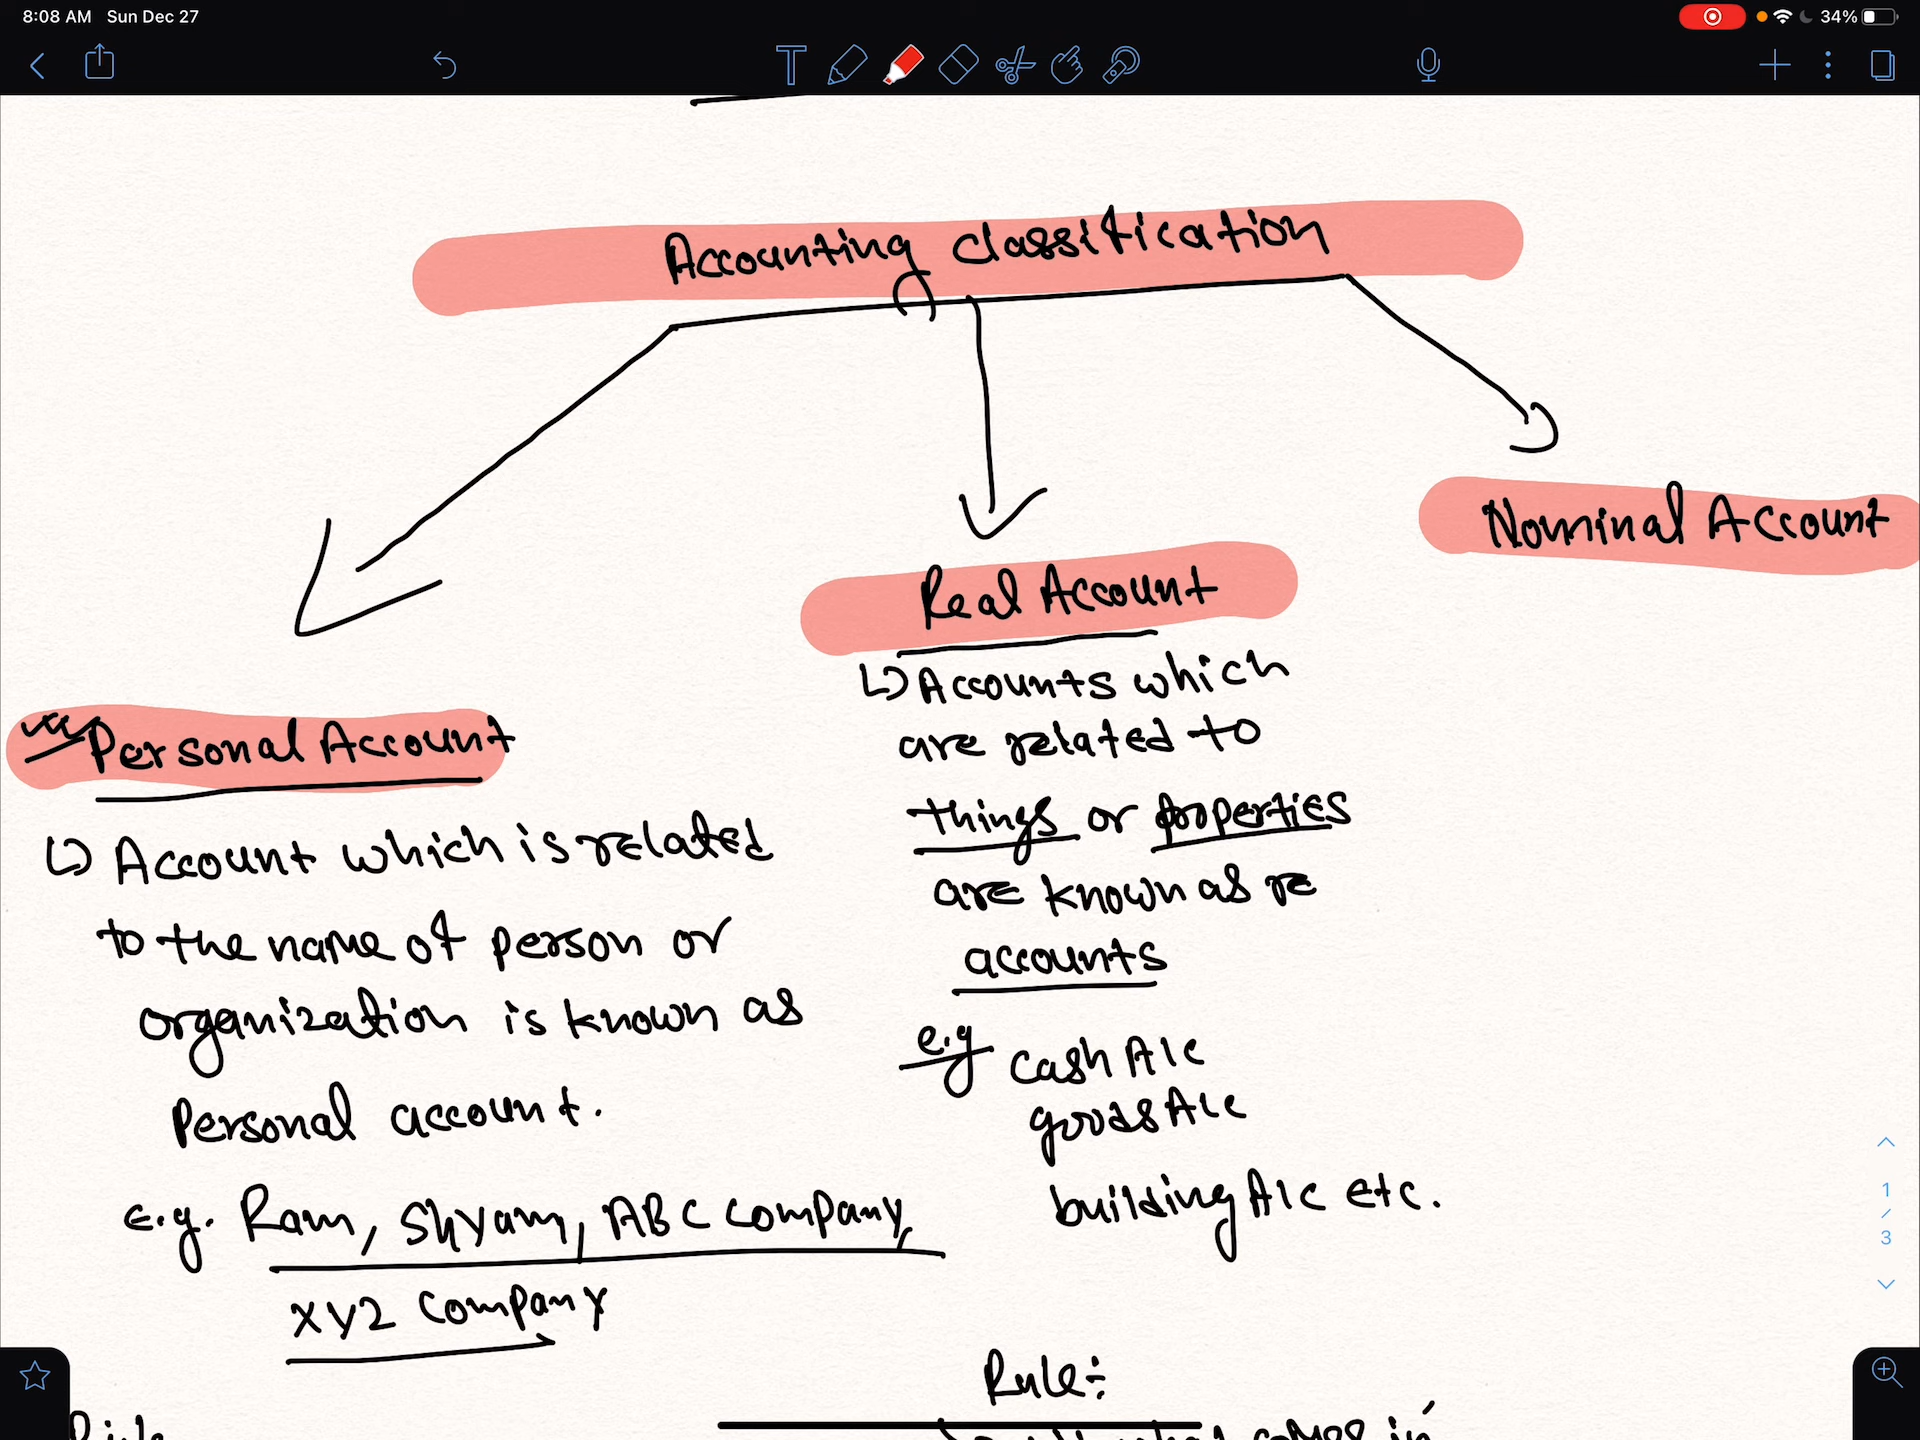 8:08 AM Sun Dec 27
34%
Accounting classification
Nominal Account
Real Account
Accounts which
are related to
things or properties
are known as re
accounts
e.g cash A/c
goods A/c
building A/c etc.
Personal Account
Account which is related
to the name of person or
organization is known as
Personal account.
E.g. Ram, Shyam, ABC Company,
XYZ Company
Rule:
comes in
1
/
3